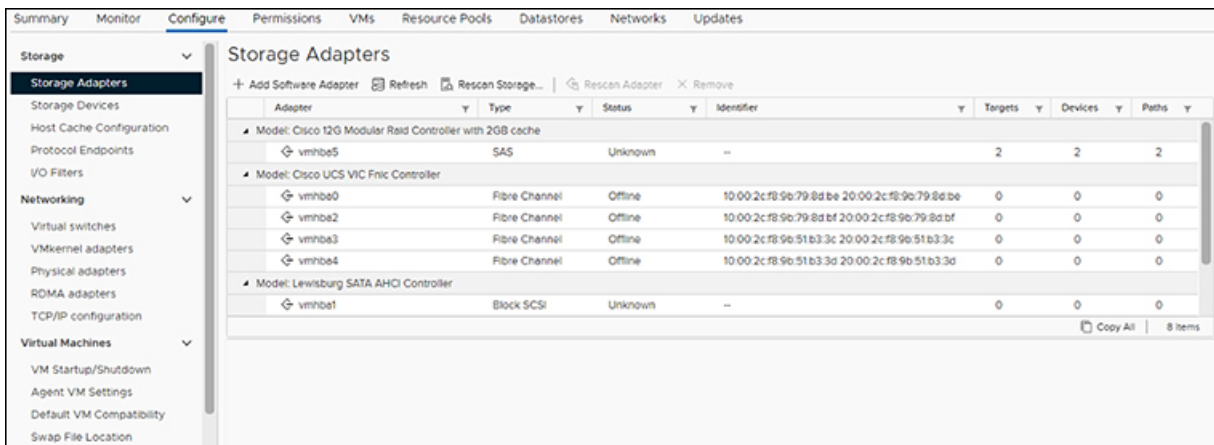 Summary Monitor Configure Permissions VMs Resource Pools Datastores Networks Updates
Storage
Storage Adapters
Storage Devices
Host Cache Configuration
Protocol Endpoints
I/O Filters
Networking
Virtual switches
VMkernel adapters
Physical adapters
RDMA adapters
TCP/IP configuration
Virtual Machines
VM Startup/Shutdown
Agent VM Settings
Default VM Compatibility
Swap File Location
Storage Adapters
+ Add Software Adapter Refresh Rescan Storage... | Rescan Adapter × Remove
Adapter Type Status Identifier Targets Devices Paths
Model: Cisco 12G Modular Raid Controller with 2GB cache
vmhba5 SAS Unknown -- 2 2 2
Model: Cisco UCS VIC Fnic Controller
vmhba0 Fibre Channel Offline 10:00:2c:f8:9b:79:8d:be 20:00:2c:f8:9b:79:8d:be 0 0 0
vmhba2 Fibre Channel Offline 10:00:2c:f8:9b:79:8d:bf 20:00:2c:f8:9b:79:8d:bf 0 0 0
vmhba3 Fibre Channel Offline 10:00:2c:f8:9b:51:b3:3c 20:00:2c:f8:9b:51:b3:3c 0 0 0
vmhba4 Fibre Channel Offline 10:00:2c:f8:9b:51:b3:3d 20:00:2c:f8:9b:51:b3:3d 0 0 0
Model: Lewisburg SATA AHCI Controller
vmhba1 Block SCSI Unknown -- 0 0 0
Copy All | 8 items